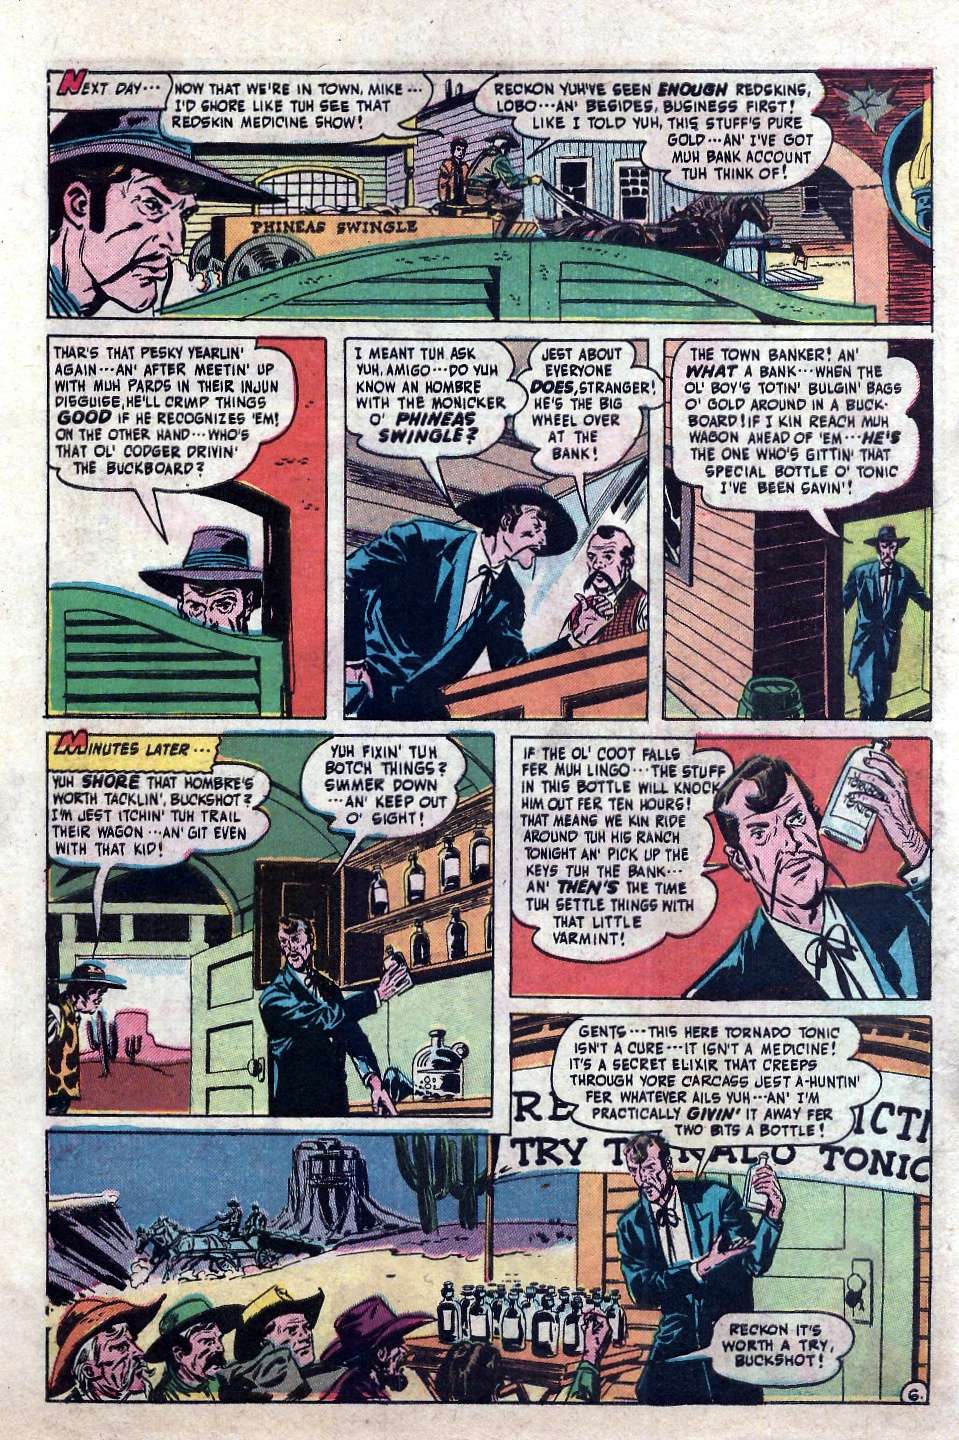 NEXT DAY...
NOW THAT WE'RE IN TOWN, MIKE...
I'D SHORE LIKE TUH SEE THAT
REDSKIN MEDICINE SHOW!
RECKON YUH'VE SEEN ENOUGH REDSKINS,
LOBO...AN' BESIDES, BUSINESS FIRST!
LIKE I TOLD YUH, THIS STUFF'S PURE
GOLD...AN' I'VE GOT
MUH BANK ACCOUNT
TUH THINK OF!
PHINEAS SWINGLE
THAR'S THAT PESKY YEARLIN'
AGAIN...AN' AFTER MEETIN' UP
WITH MUH PARDS IN THEIR INJUN
DISGUISE, HE'LL CRIMP THINGS
GOOD IF HE RECOGNIZES 'EM!
ON THE OTHER HAND...WHO'S
THAT OL' CODGER DRIVIN'
THE BUCKBOARD?
I MEANT TUH ASK
YUH, AMIGO...DO YUH
KNOW AN HOMBRE
WITH THE MONICKER
O' PHINEAS
SWINGLE?
JEST ABOUT
EVERYONE
DOES, STRANGER!
HE'S THE BIG
WHEEL OVER
AT THE
BANK!
THE TOWN BANKER! AN'
WHAT A BANK...WHEN THE
OL' BOY'S TOTIN' BULGIN' BAGS
O' GOLD AROUND IN A BUCK-
BOARD! IF I KIN REACH MUH
WAGON AHEAD OF 'EM...HE'S
THE ONE WHO'S GITTIN' THAT
SPECIAL BOTTLE O' TONIC
I'VE BEEN SAVIN'!
MINUTES LATER...
YUH SHORE THAT HOMBRE'S
WORTH TACKLIN', BUCKSHOT?
I'M JEST ITCHIN' TUH TRAIL
THEIR WAGON...AN' GIT EVEN
WITH THAT KID!
YUH FIXIN' TUH
BOTCH THINGS?
SIMMER DOWN
...AN' KEEP OUT
O' SIGHT!
IF THE OL' COOT FALLS
FER MUH LINGO...THE STUFF
IN THIS BOTTLE WILL KNOCK
HIM OUT FER TEN HOURS!
THAT MEANS WE KIN RIDE
AROUND TUH HIS RANCH
TONIGHT AN' PICK UP THE
KEYS TUH THE BANK...
AN' THEN'S THE TIME
TUH SETTLE THINGS WITH
THAT LITTLE
VARMINT!
TORNADO
TONIC
GENTS...THIS HERE TORNADO TONIC
ISN'T A CURE...IT ISN'T A MEDICINE!
IT'S A SECRET ELIXIR THAT CREEPS
THROUGH YORE CARCASS JEST A-HUNTIN'
FER WHATEVER AILS YUH...AN' I'M
PRACTICALLY GIVIN' IT AWAY FER
TWO BITS A BOTTLE!
TRY TORNADO TONIC
RECKON IT'S
WORTH A TRY,
BUCKSHOT!
6.